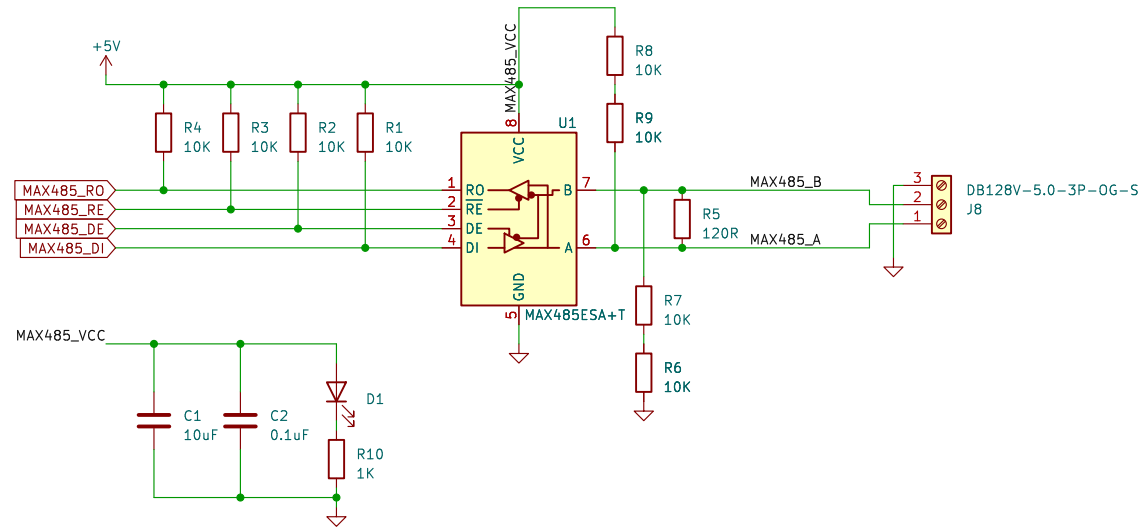 +5V
MAX485_VCC
R8
10K
R4
10K
R3
10K
R2
10K
R1
10K
R9
10K
U1
8
VCC
MAX485_RO
1
RO
B
7
MAX485_B
MAX485_RE
2
RE
MAX485_DE
3
DE
MAX485_DI
4
DI
A
6
MAX485_A
R5
120R
3
2
1
DB128V-5.0-3P-OG-S
J8
GND
5
MAX485ESA+T
R7
10K
R6
10K
MAX485_VCC
C1
10uF
C2
0.1uF
D1
R10
1K